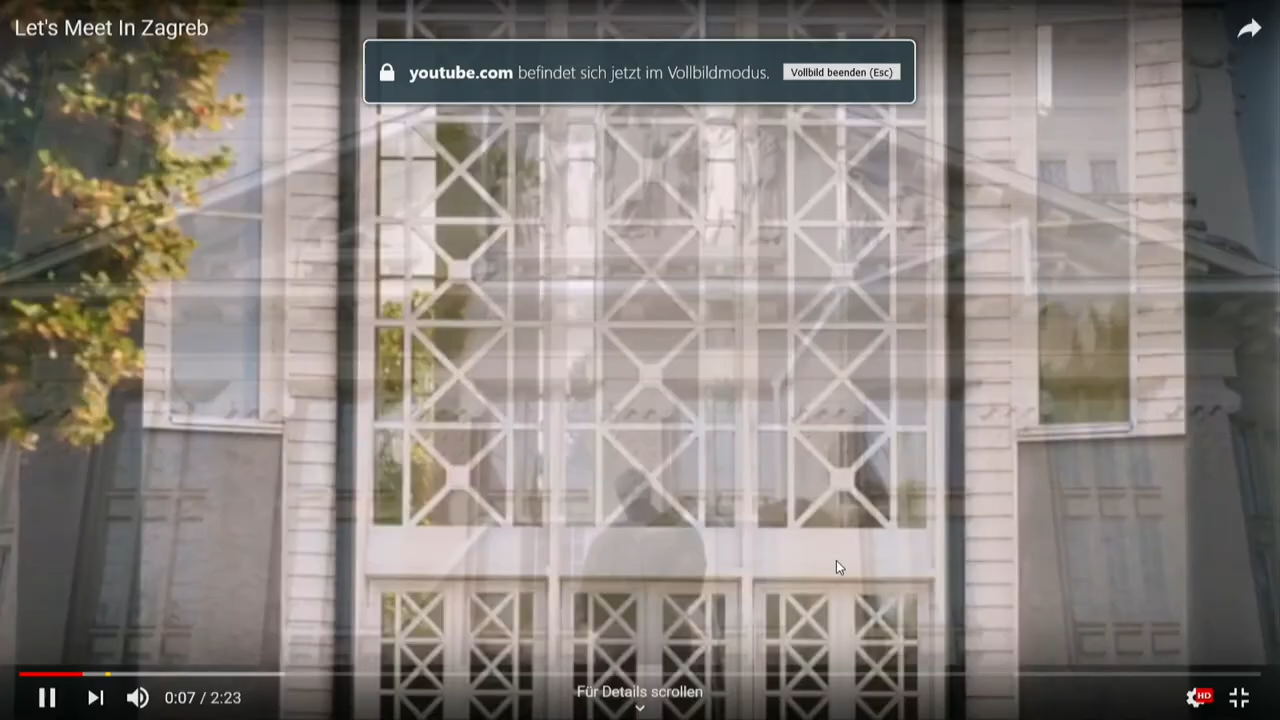 Let's Meet In Zagreb
youtube.com befindet sich jetzt im Vollbildmodus. Vollbild beenden (Esc)
0:07 / 2:23
Für Details scrollen
HD